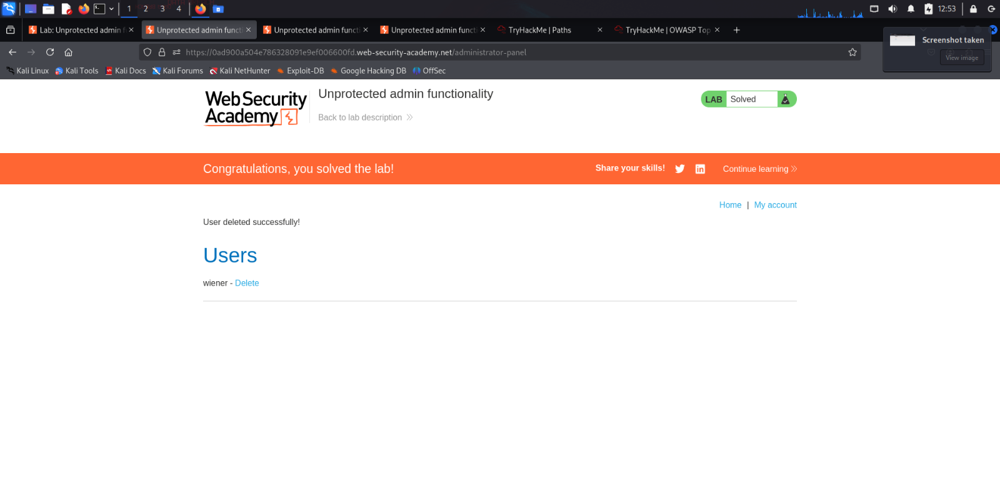 1 2 3 4 12:53
Lab: Unprotected admin f Unprotected admin functi Unprotected admin functi Unprotected admin functi TryHackMe | Paths TryHackMe | OWASP Top
Screenshot taken
View image
https://0ad900a504e786328091e9ef006600fd.web-security-academy.net/administrator-panel
Kali Linux Kali Tools Kali Docs Kali Forums Kali NetHunter Exploit-DB Google Hacking DB OffSec
Web Security
Academy
Unprotected admin functionality
Back to lab description
LAB Solved
Congratulations, you solved the lab!
Share your skills!
Continue learning
Home | My account
User deleted successfully!
Users
wiener - Delete